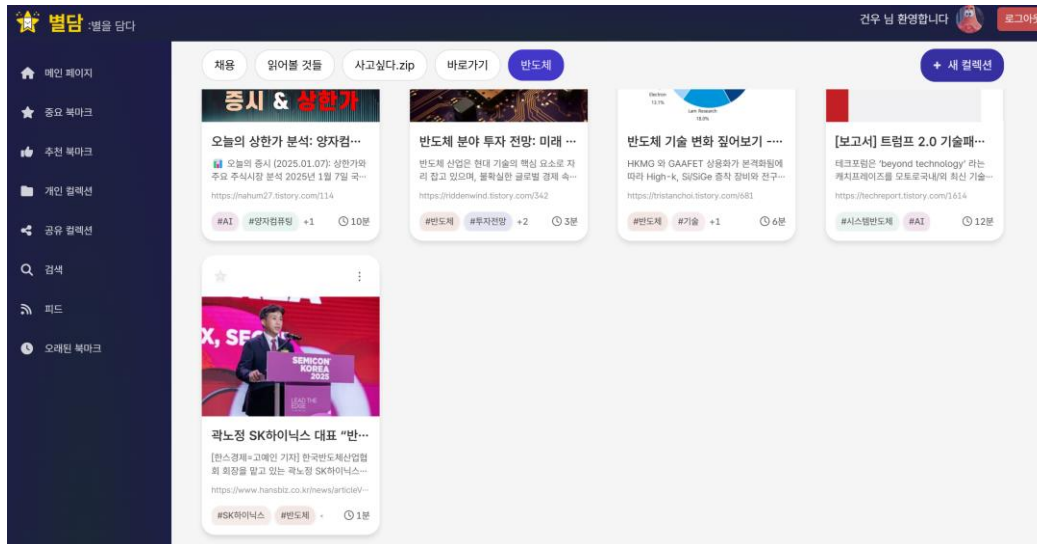 별담 :별을 담다
건우 님 환영합니다
로그아웃
메인 페이지
중요 북마크
추천 북마크
개인 컬렉션
공유 컬렉션
검색
피드
오래된 북마크
채용
읽어볼 것들
사고싶다.zip
바로가기
반도체
+ 새 컬렉션
증시 & 상한가
오늘의 상한가 분석: 양자컴…
오늘의 증시 (2025.01.07): 상한가와
주요 주식시장 분석 2025년 1월 7일 국…
https://nahum27.tistory.com/114
#AI #양자컴퓨팅 +1 10분
반도체 분야 투자 전망: 미래 …
반도체 산업은 현대 기술의 핵심 요소로 자
리 잡고 있으며, 불확실한 글로벌 경제 속…
https://riddenwind.tistory.com/342
#반도체 #투자전망 +2 3분
Electron
13.1%
Lam Research
18.0%
반도체 기술 변화 짚어보기 -…
HKMG 와 GAAFET 상용화가 본격화됨에
따라 High-k, Si/SiGe 증착 장비와 전구…
https://tristanchoi.tistory.com/681
#반도체 #기술 +1 6분
[보고서] 트럼프 2.0 기술패…
테크포럼은 'beyond technology' 라는
캐치프레이즈를 모토로국내/외 최신 기술…
https://techreport.tistory.com/1614
#시스템반도체 #AI 12분
X, SE
SEMICON
KOREA
2025
LEAD THE
EDGE
곽노정 SK하이닉스 대표 "반…
[한스경제=고예인 기자] 한국반도체산업협
회 회장을 맡고 있는 곽노정 SK하이닉스…
https://www.hansbiz.co.kr/news/articleV…
#SK하이닉스 #반도체 1분